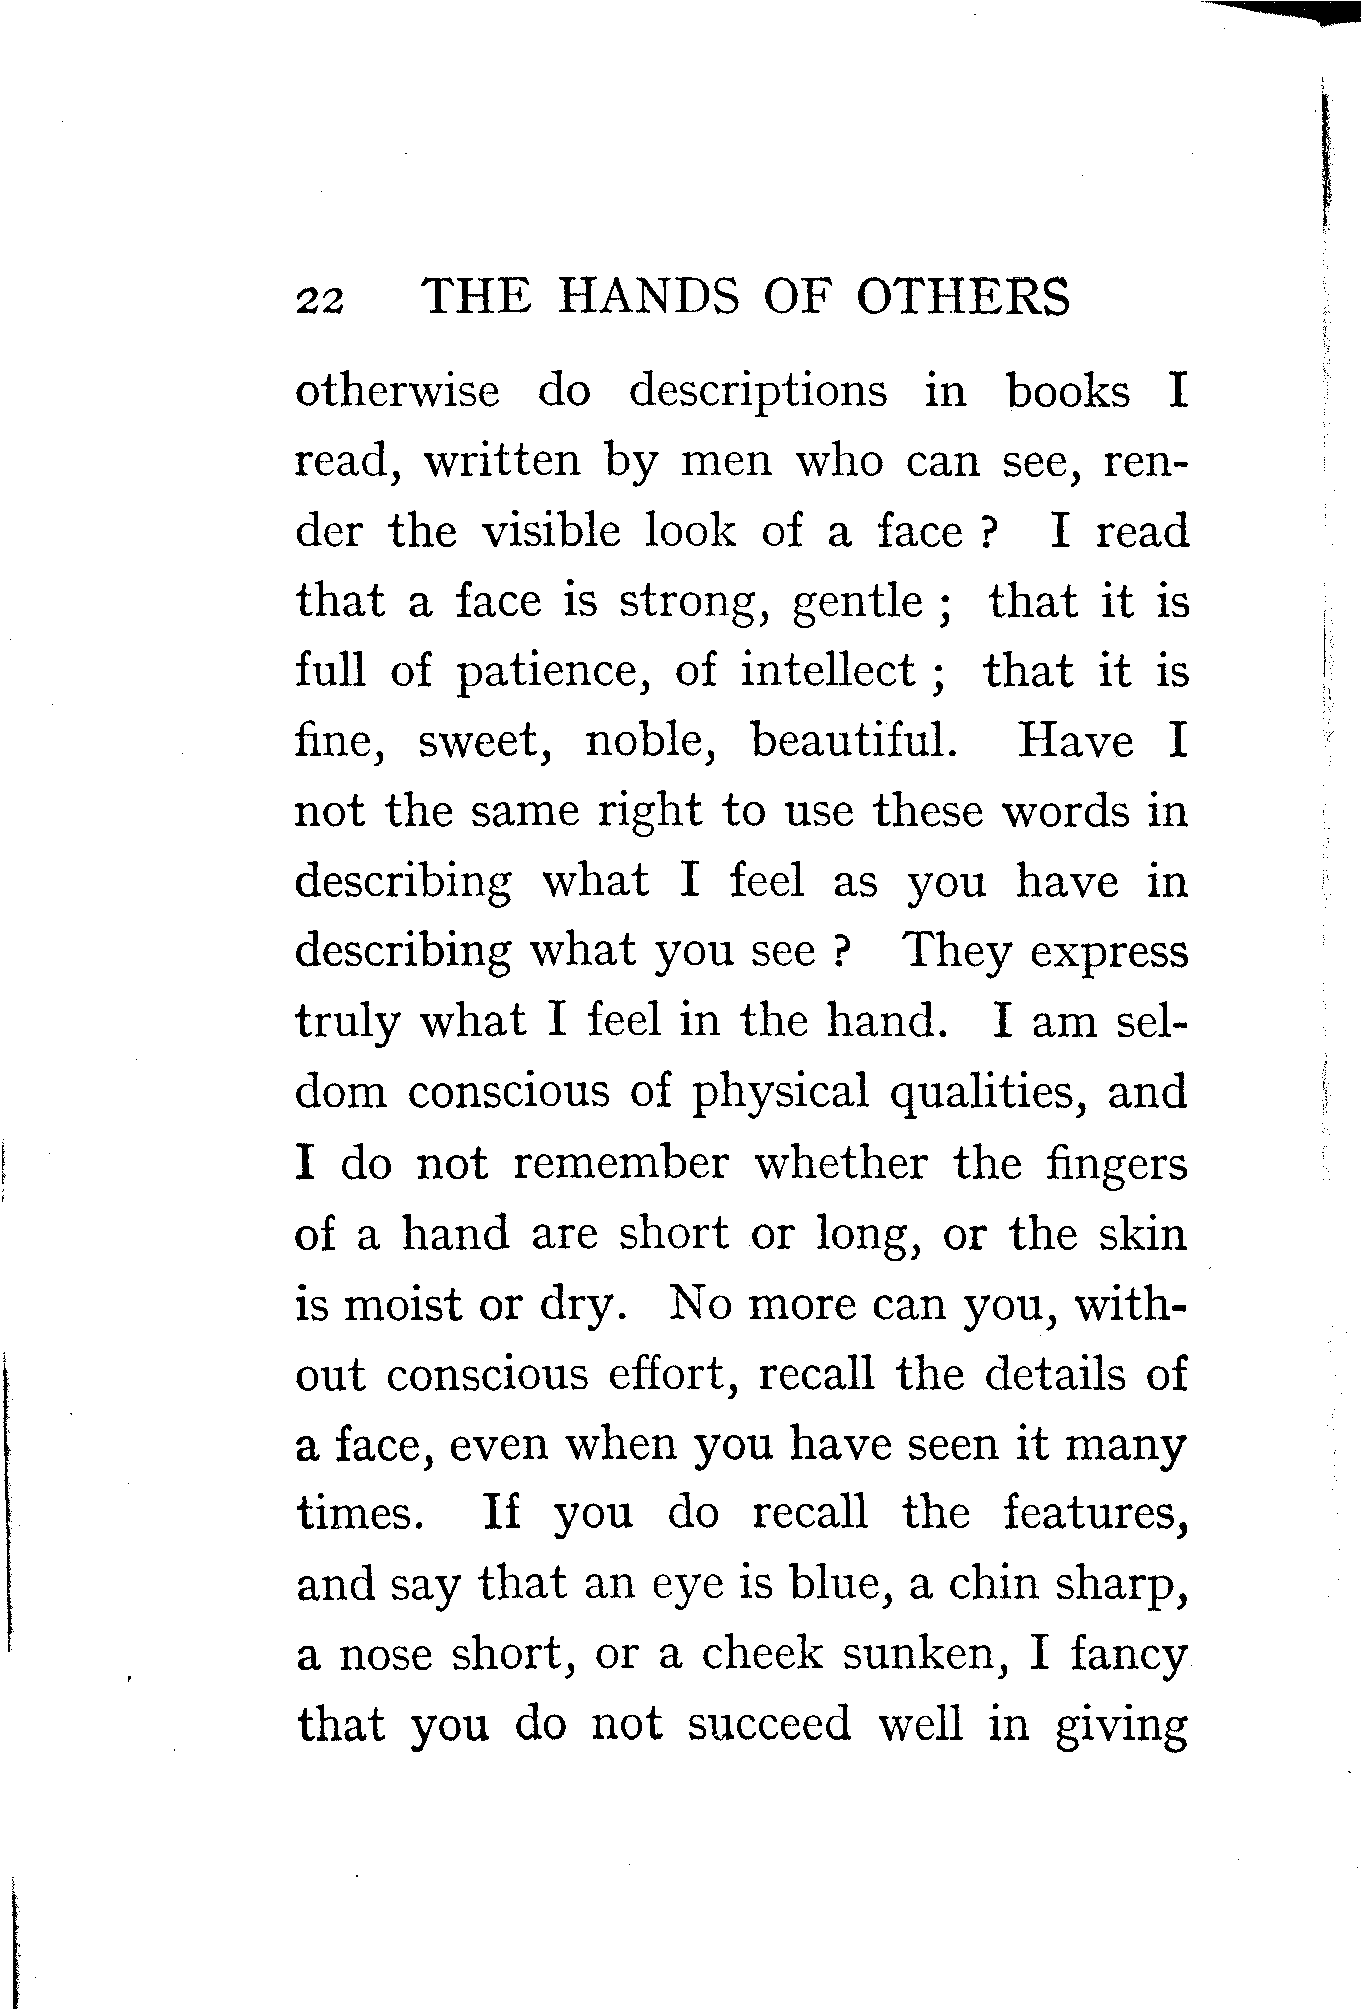 22 THE HANDS OF OTHERS
otherwise do descriptions in books I
read, written by men who can see, ren-
der the visible look of a face ? I read
that a face is strong, gentle ; that it is
full of patience, of intellect ; that it is
fine, sweet, noble, beautiful. Have I
not the same right to use these words in
describing what I feel as you have in
describing what you see ? They express
truly what I feel in the hand. I am sel-
dom conscious of physical qualities, and
I do not remember whether the fingers
of a hand are short or long, or the skin
is moist or dry. No more can you, with-
out conscious effort, recall the details of
a face, even when you have seen it many
times. If you do recall the features,
and say that an eye is blue, a chin sharp,
a nose short, or a cheek sunken, I fancy
that you do not succeed well in giving